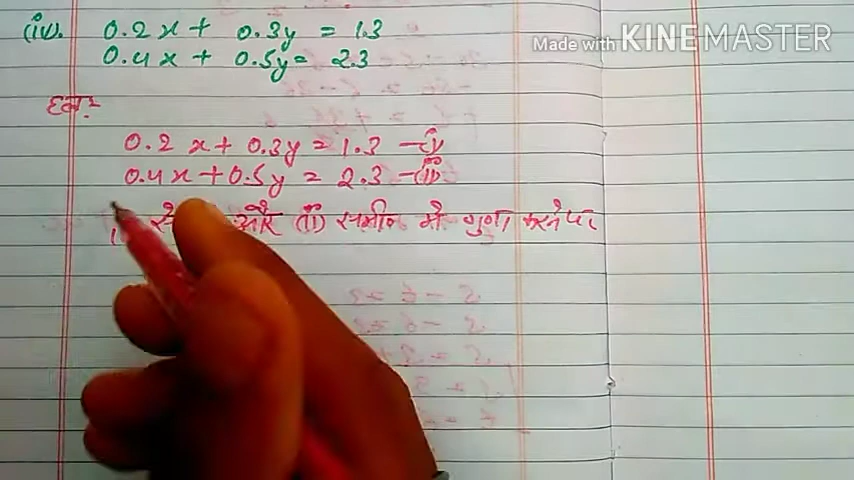 (iv). 0.2x + 0.3y = 1.3
Made with KINEMASTER
0.4x + 0.5y = 2.3
हल:
0.2x + 0.3y = 1.3 —(i)
0.4x + 0.5y = 2.3 —(ii)
से और (ii) समी० में गुणा करने पर